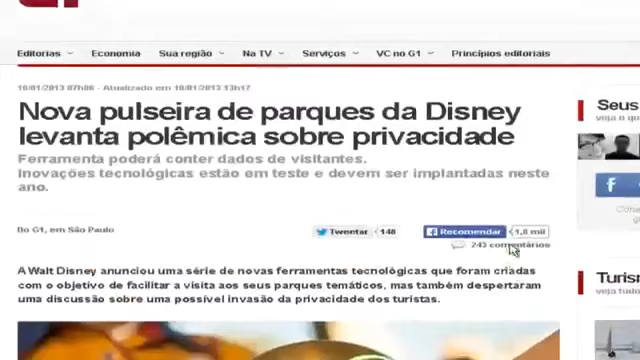 Editorias Economia Sua região Na TV Serviços VC no G1 Princípios editoriais
10/01/2013 07h06 - Atualizado em 10/01/2013 13h17
Nova pulseira de parques da Disney
levanta polêmica sobre privacidade
Ferramenta poderá conter dados de visitantes.
Inovações tecnológicas estão em teste e devem ser implantadas neste
ano.
Do G1, em São Paulo
Tweetar 148 Recomendar 1,8 mil
243 comentários
A Walt Disney anunciou uma série de novas ferramentas tecnológicas que foram criadas
com o objetivo de facilitar a visita aos seus parques temáticos, mas também despertaram
uma discussão sobre uma possível invasão da privacidade dos turistas.
Seus
veja o qu
f
Turism
veja tudo